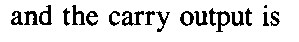 and the carry output is